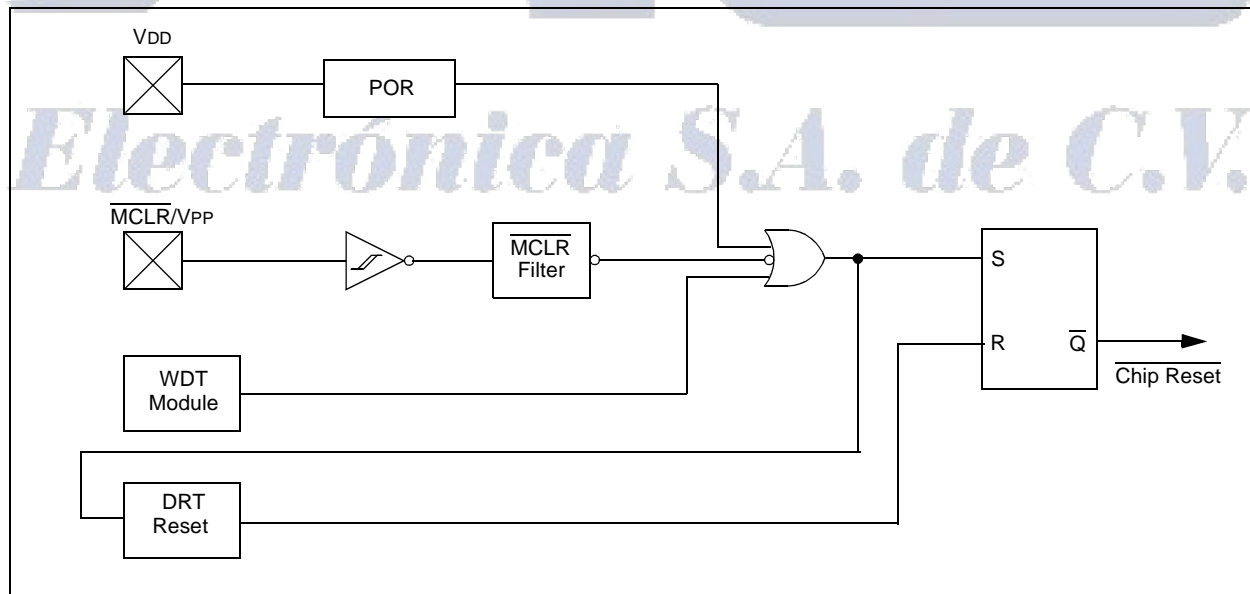 VDD
POR
Electrónica S.A. de C.V.
MCLR/VPP
MCLR
Filter
S
R
Q
Chip Reset
WDT
Module
DRT
Reset